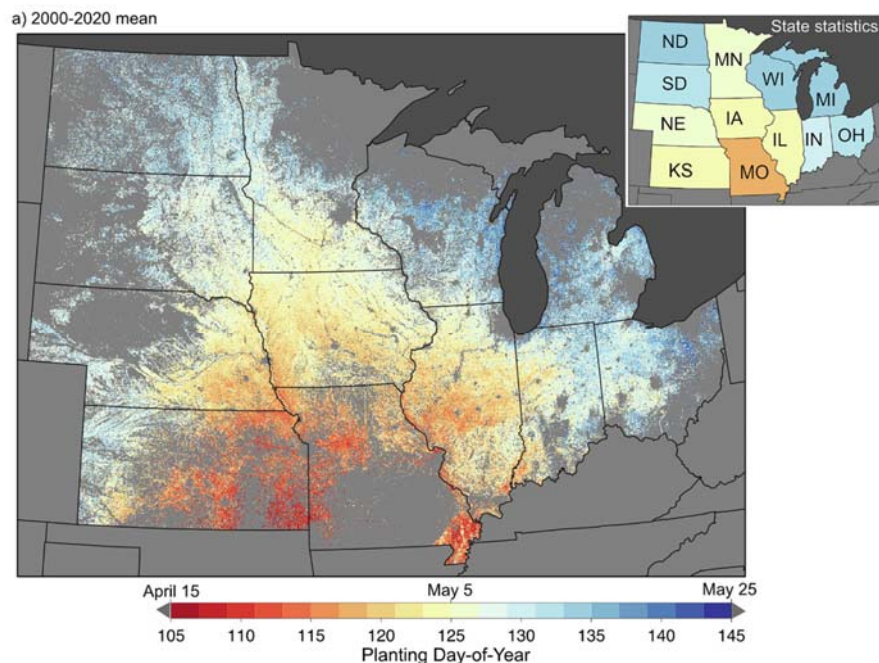 a) 2000-2020 mean
State statistics
ND
MN
WI
SD
MI
NE
IA
IL
IN
OH
KS
MO
April 15
May 5
May 25
105
110
115
120
125
130
135
140
145
Planting Day-of-Year